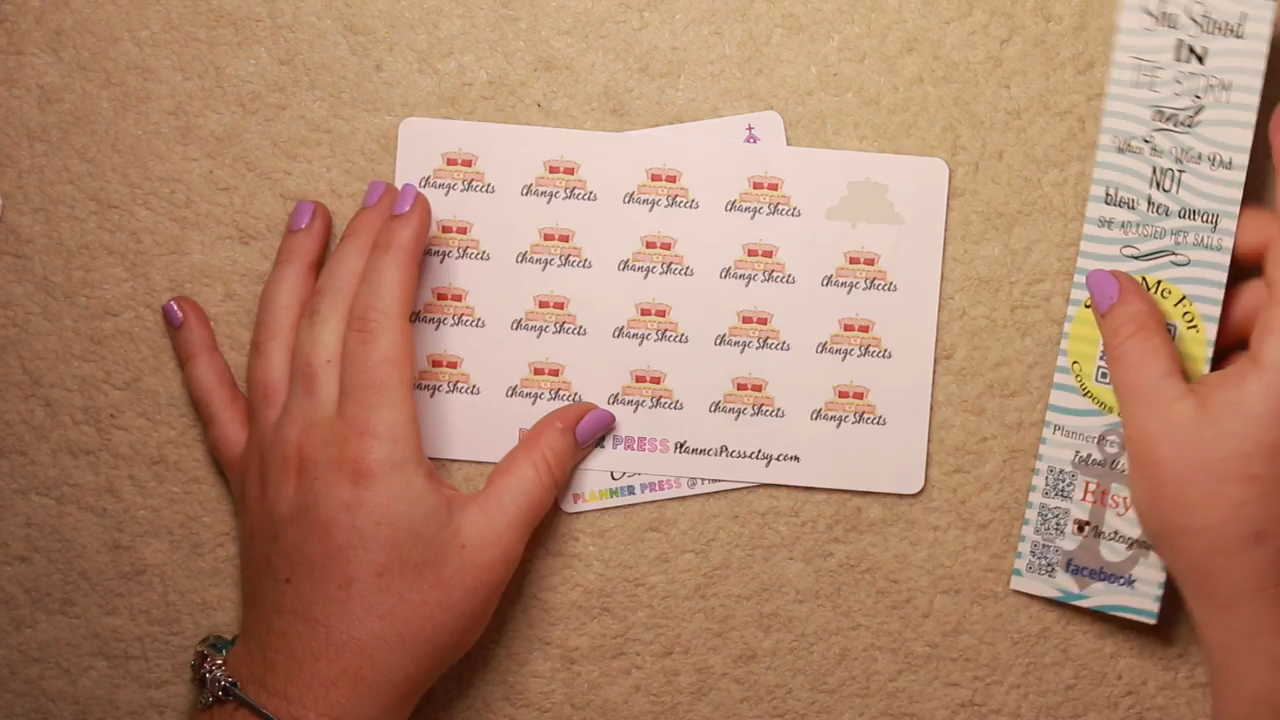 Change Sheets Change Sheets Change Sheets Change Sheets
Change Sheets Change Sheets Change Sheets Change Sheets Change Sheets
Change Sheets Change Sheets Change Sheets Change Sheets Change Sheets
Change Sheets Change Sheets Change Sheets Change Sheets Change Sheets
PRESS PlannerPress.etsy.com
PLANNER PRESS @
She Stood
IN
THE STORM
and
When the Wind Did
NOT
blow her away
SHE ADJUSTED HER SAILS
Me For
Coupons
Follow Us
Etsy
Instagram
facebook